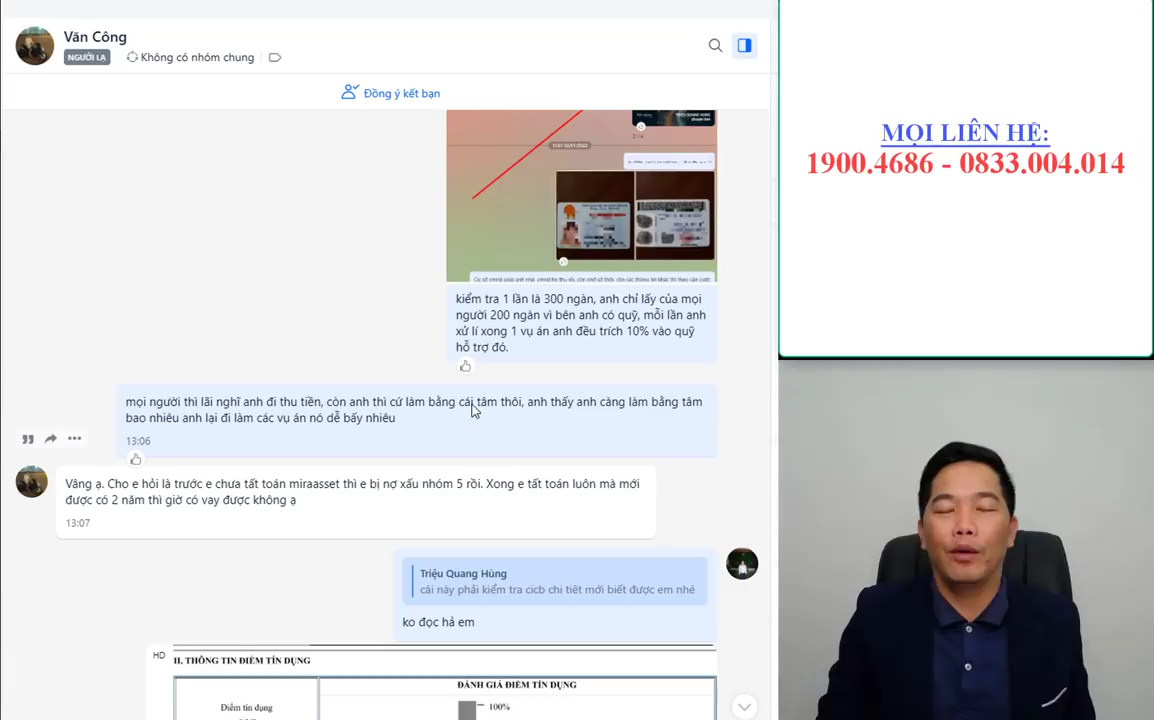 Văn Công
NGƯỜI LẠ
Không có nhóm chung
Đồng ý kết bạn
MỌI LIÊN HỆ:
1900.4686 - 0833.004.014
kiểm tra 1 lần là 300 ngàn, anh chỉ lấy của mọi
người 200 ngàn vì bên anh có quỹ, mỗi lần anh
xử lí xong 1 vụ án anh đều trích 10% vào quỹ
hỗ trợ đó.
mọi người thì lãi nghĩ anh đi thu tiền, còn anh thì cứ làm bằng cái tâm thôi, anh thấy anh càng làm bằng tâm
bao nhiêu anh lại đi làm các vụ án nó dễ bấy nhiêu
13:06
Vâng ạ. Cho e hỏi là trước e chưa tất toán miraasset thì e bị nợ xấu nhóm 5 rồi. Xong e tất toán luôn mà mới
được có 2 năm thì giờ có vay được không ạ
13:07
Triệu Quang Hùng
cái này phải kiểm tra cicb chi tiêt mới biết được em nhé
ko đọc hả em
HD
II. THÔNG TIN ĐIỂM TÍN DỤNG
ĐÁNH GIÁ ĐIỂM TÍN DỤNG
Điểm tín dụng
100%